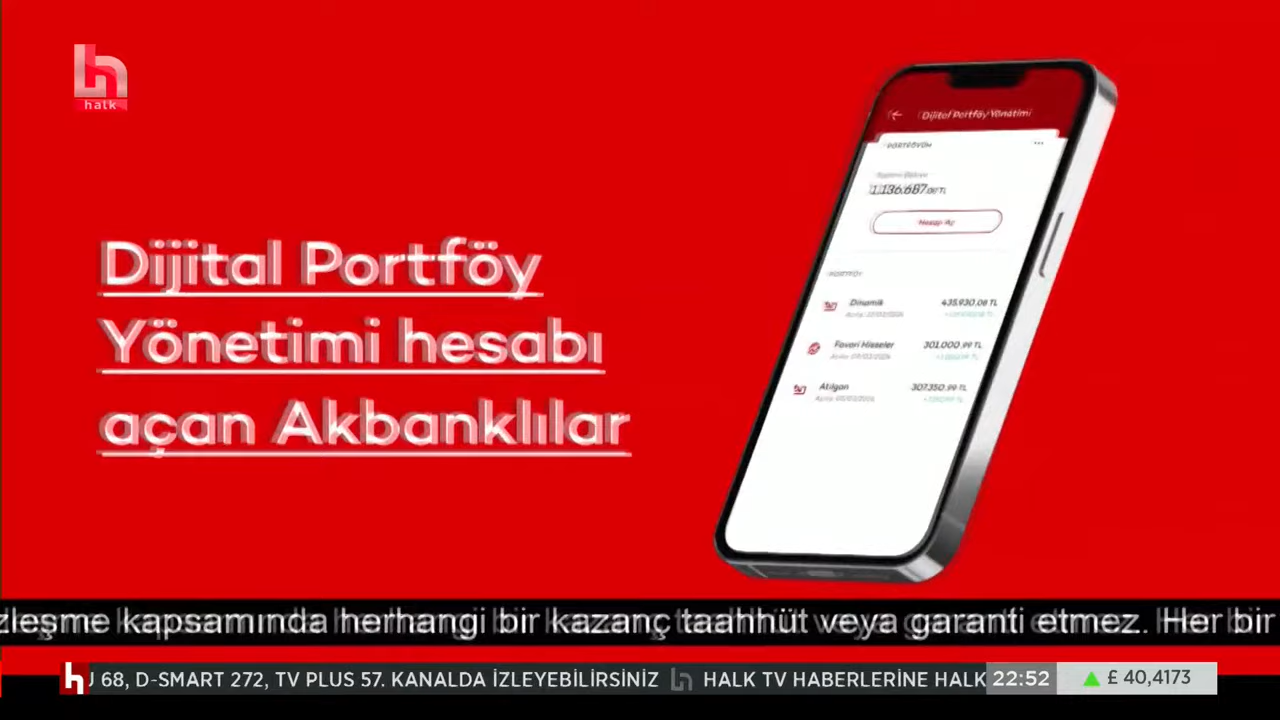 halk
Dijital Portföy Yönetimi
PORTFÖYÜM
1.136.687
Hesap Aç
PORTFÖY
Dinamik
435.930,08 TL
Favori Hisseler
301.000,99 TL
Atılgan
307.350,99 TL
Dijital Portföy
Yönetimi hesabı
açan Akbanklılar
kapsamında herhangi bir kazanç taahhüt veya garanti etmez. Her bir
68, D-SMART 272, TV PLUS 57. KANALDA İZLEYEBİLİRSİNİZ HALK TV HABERLERİNE HALK 22:52 £ 40,4173